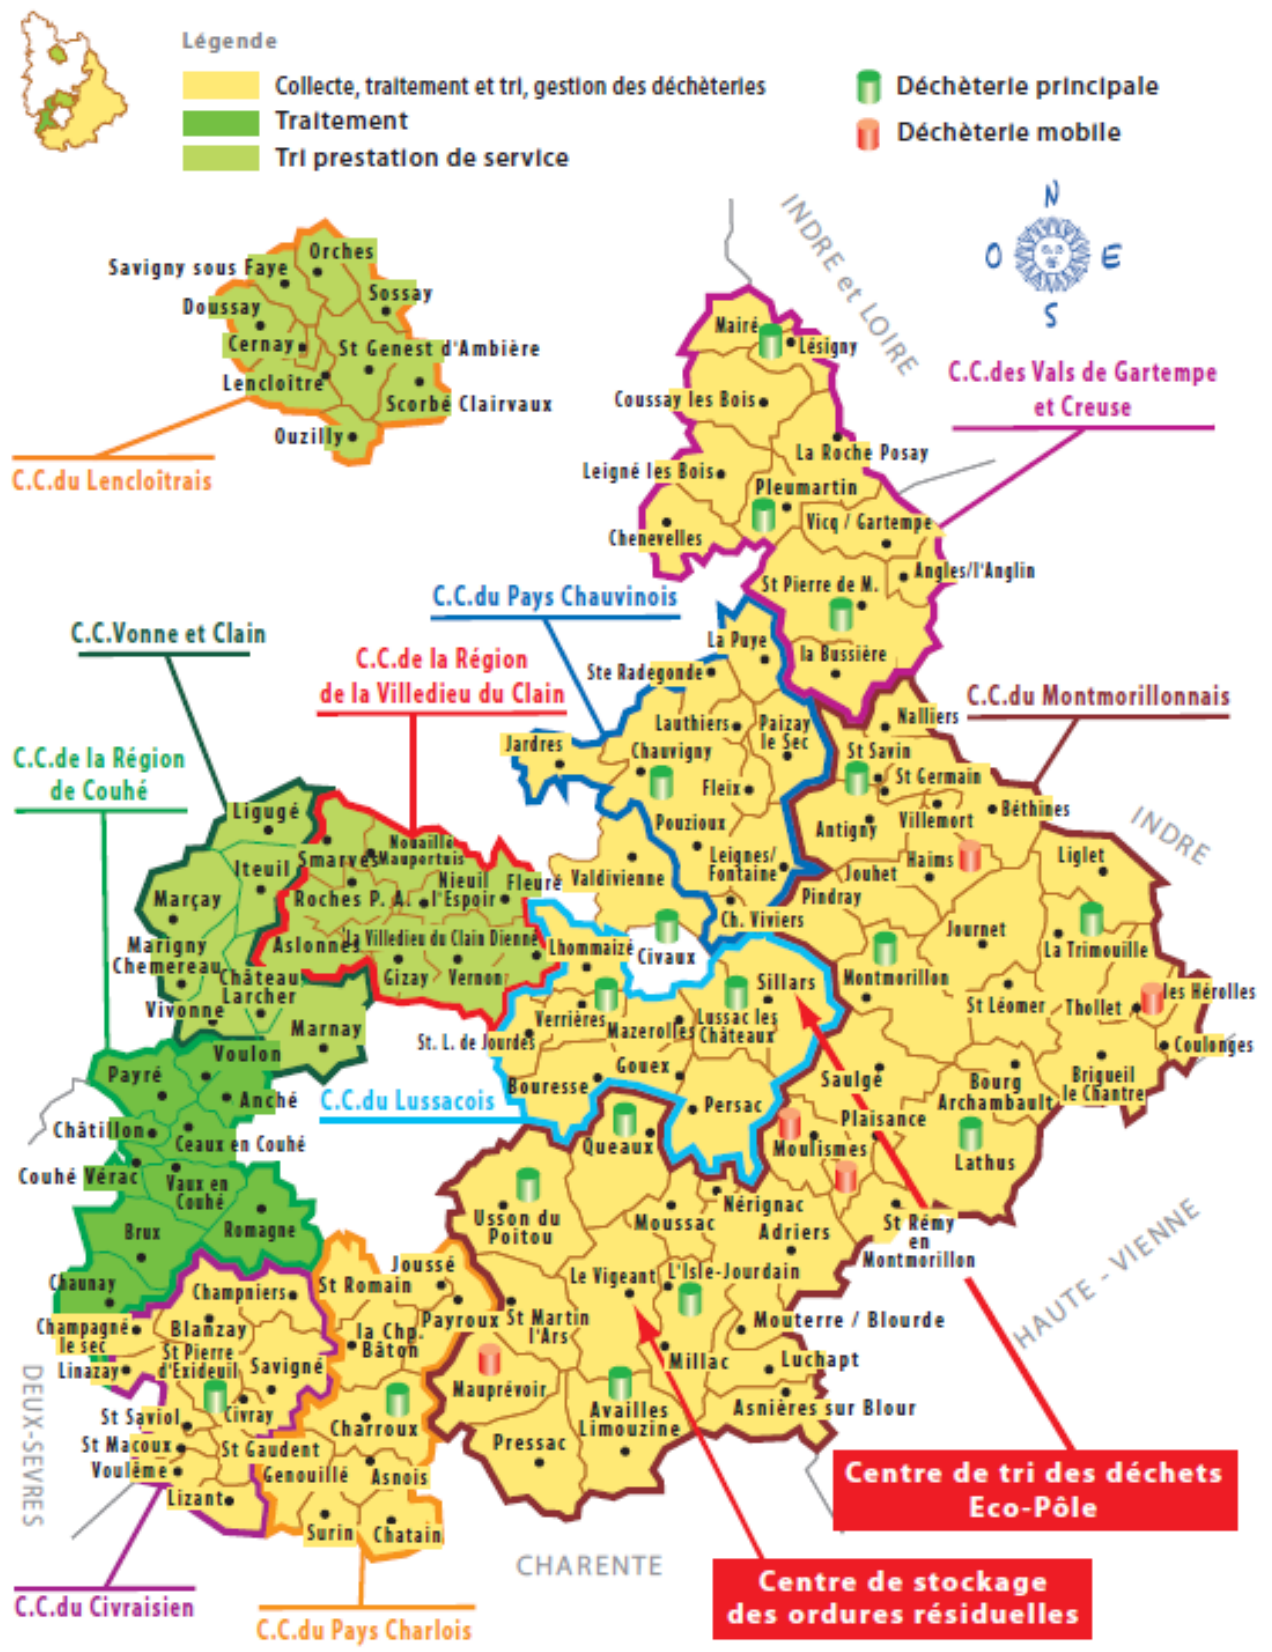 Légende
Collecte, traitement et tri, gestion des déchèteries
Traitement
Tri prestation de service
Déchèterie principale
Déchèterie mobile
N
O
E
S
INDRE et LOIRE
Orches
Savigny sous Faye
Sossay
Doussay
Cernay
St Genest d'Ambière
Lencloître
Scorbé Clairvaux
Ouzilly
C.C.du Lencloîtrais
Mairé
Lésigny
C.C.des Vals de Gartempe
et Creuse
Coussay les Bois
La Roche Posay
Leigné les Bois
Pleumartin
Vicq / Gartempe
Chenevelles
Angles/l'Anglin
St Pierre de M.
la Bussière
C.C.du Pays Chauvinois
C.C.Vonne et Clain
C.C.de la Région
de la Villedieu du Clain
C.C.de la Région
de Couhé
La Puye
Ste Radegonde
Lauthiers
Paizay
le Sec
Jardres
Chauvigny
Fleix
Pouzioux
Leignes/
Fontaine
Valdivienne
Ch. Viviers
Civaux
C.C.du Montmorillonnais
Nalliers
St Savin
St Germain
Béthines
Antigny
Villemort
Haims
Jouhet
Pindray
Liglet
INDRE
Journet
La Trimouille
Montmorillon
St Léomer
Thollet
les Hérolles
Coulonges
Brigueil
le Chantre
Bourg
Archambault
Saulgé
Plaisance
Moulismes
Lathus
St Rémy
en
Montmorillon
Ligugé
Iteuil
Smarves
Nouaillé
Maupertuis
Nieuil
l'Espoir
Fleuré
Roches P. A.
Marçay
Marigny
Chemereau
Aslonnes
la Villedieu du Clain
Dienné
Château
Larcher
Gizay
Vernon
Vivonne
Marnay
Lhommaizé
Sillars
Verrières
Mazerolles
Lussac les
Châteaux
St. L. de Jourdes
Gouex
Bouresse
Persac
C.C.du Lussacois
Voulon
Payré
Anché
Châtillon
Ceaux en Couhé
Couhé Vérac
Vaux en
Couhé
Brux
Romagne
Chaunay
Queaux
Usson du
Poitou
Moussac
Nérignac
Adriers
Le Vigeant
L'Isle-Jourdain
St Martin
l'Ars
Mouterre / Blourde
Millac
Luchapt
Mauprévoir
Availles
Limouzine
Asnières sur Blour
Pressac
HAUTE - VIENNE
Champniers
St Romain
Joussé
Payroux
Champagné
le sec
Blanzay
la Chp.
Bâton
Linazay
St Pierre
d'Exideuil
Savigné
Civray
Charroux
St Saviol
St Macoux
St Gaudent
Voulême
Genouillé
Asnois
Lizant
Surin
Chatain
DEUX-SEVRES
CHARENTE
C.C.du Civraisien
C.C.du Pays Charlois
Centre de tri des déchets
Eco-Pôle
Centre de stockage
des ordures résiduelles